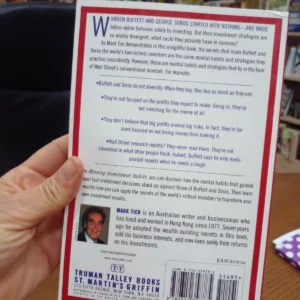 WARREN BUFFETT AND GEORGE SOROS STARTED WITH NOTHING—AND MADE
billion-dollar fortunes solely by investing. But their investment strategies are
so widely divergent, what could they possibly have in common?
As Mark Tier demonstrates in this insightful book, the secrets that made Buffett and
Soros the world's two richest investors are the same mental habits and strategies they
practice consistently. However, these are mental habits and strategies that fly in the face
of Wall Street's conventional mindset. For example:
•Buffett and Soros do not diversify. When they buy, they buy as much as they can.
•They're not focused on the profits they expect to make. Going in, they're
not investing for the money at all.
•They don't believe that big profits involve big risks. In fact, they're far
more focused on not losing money than making it.
•Wall Street research reports? They never read them. They're not
interested in what other people think. Indeed, Buffett says he only reads
analyst reports when he needs a laugh.
In Winning Investment Habits you can discover how the mental habits that guided
your last investment decisions stack up against those of Buffett and Soros. Then learn
how you can apply the secrets of the world's richest investors to transform your
own investment results.
MARK TIER is an Australian writer and businessman who
has lived and worked in Hong Kong since 1977. Seven years
ago he adopted the wealth-building secrets in this book,
sold his business interests, and now lives solely from returns
on his investments.
T·T
TRUMAN TALLEY BOOKS
ST. MARTIN'S GRIFFIN
175 FIFTH AVENUE, NEW YORK